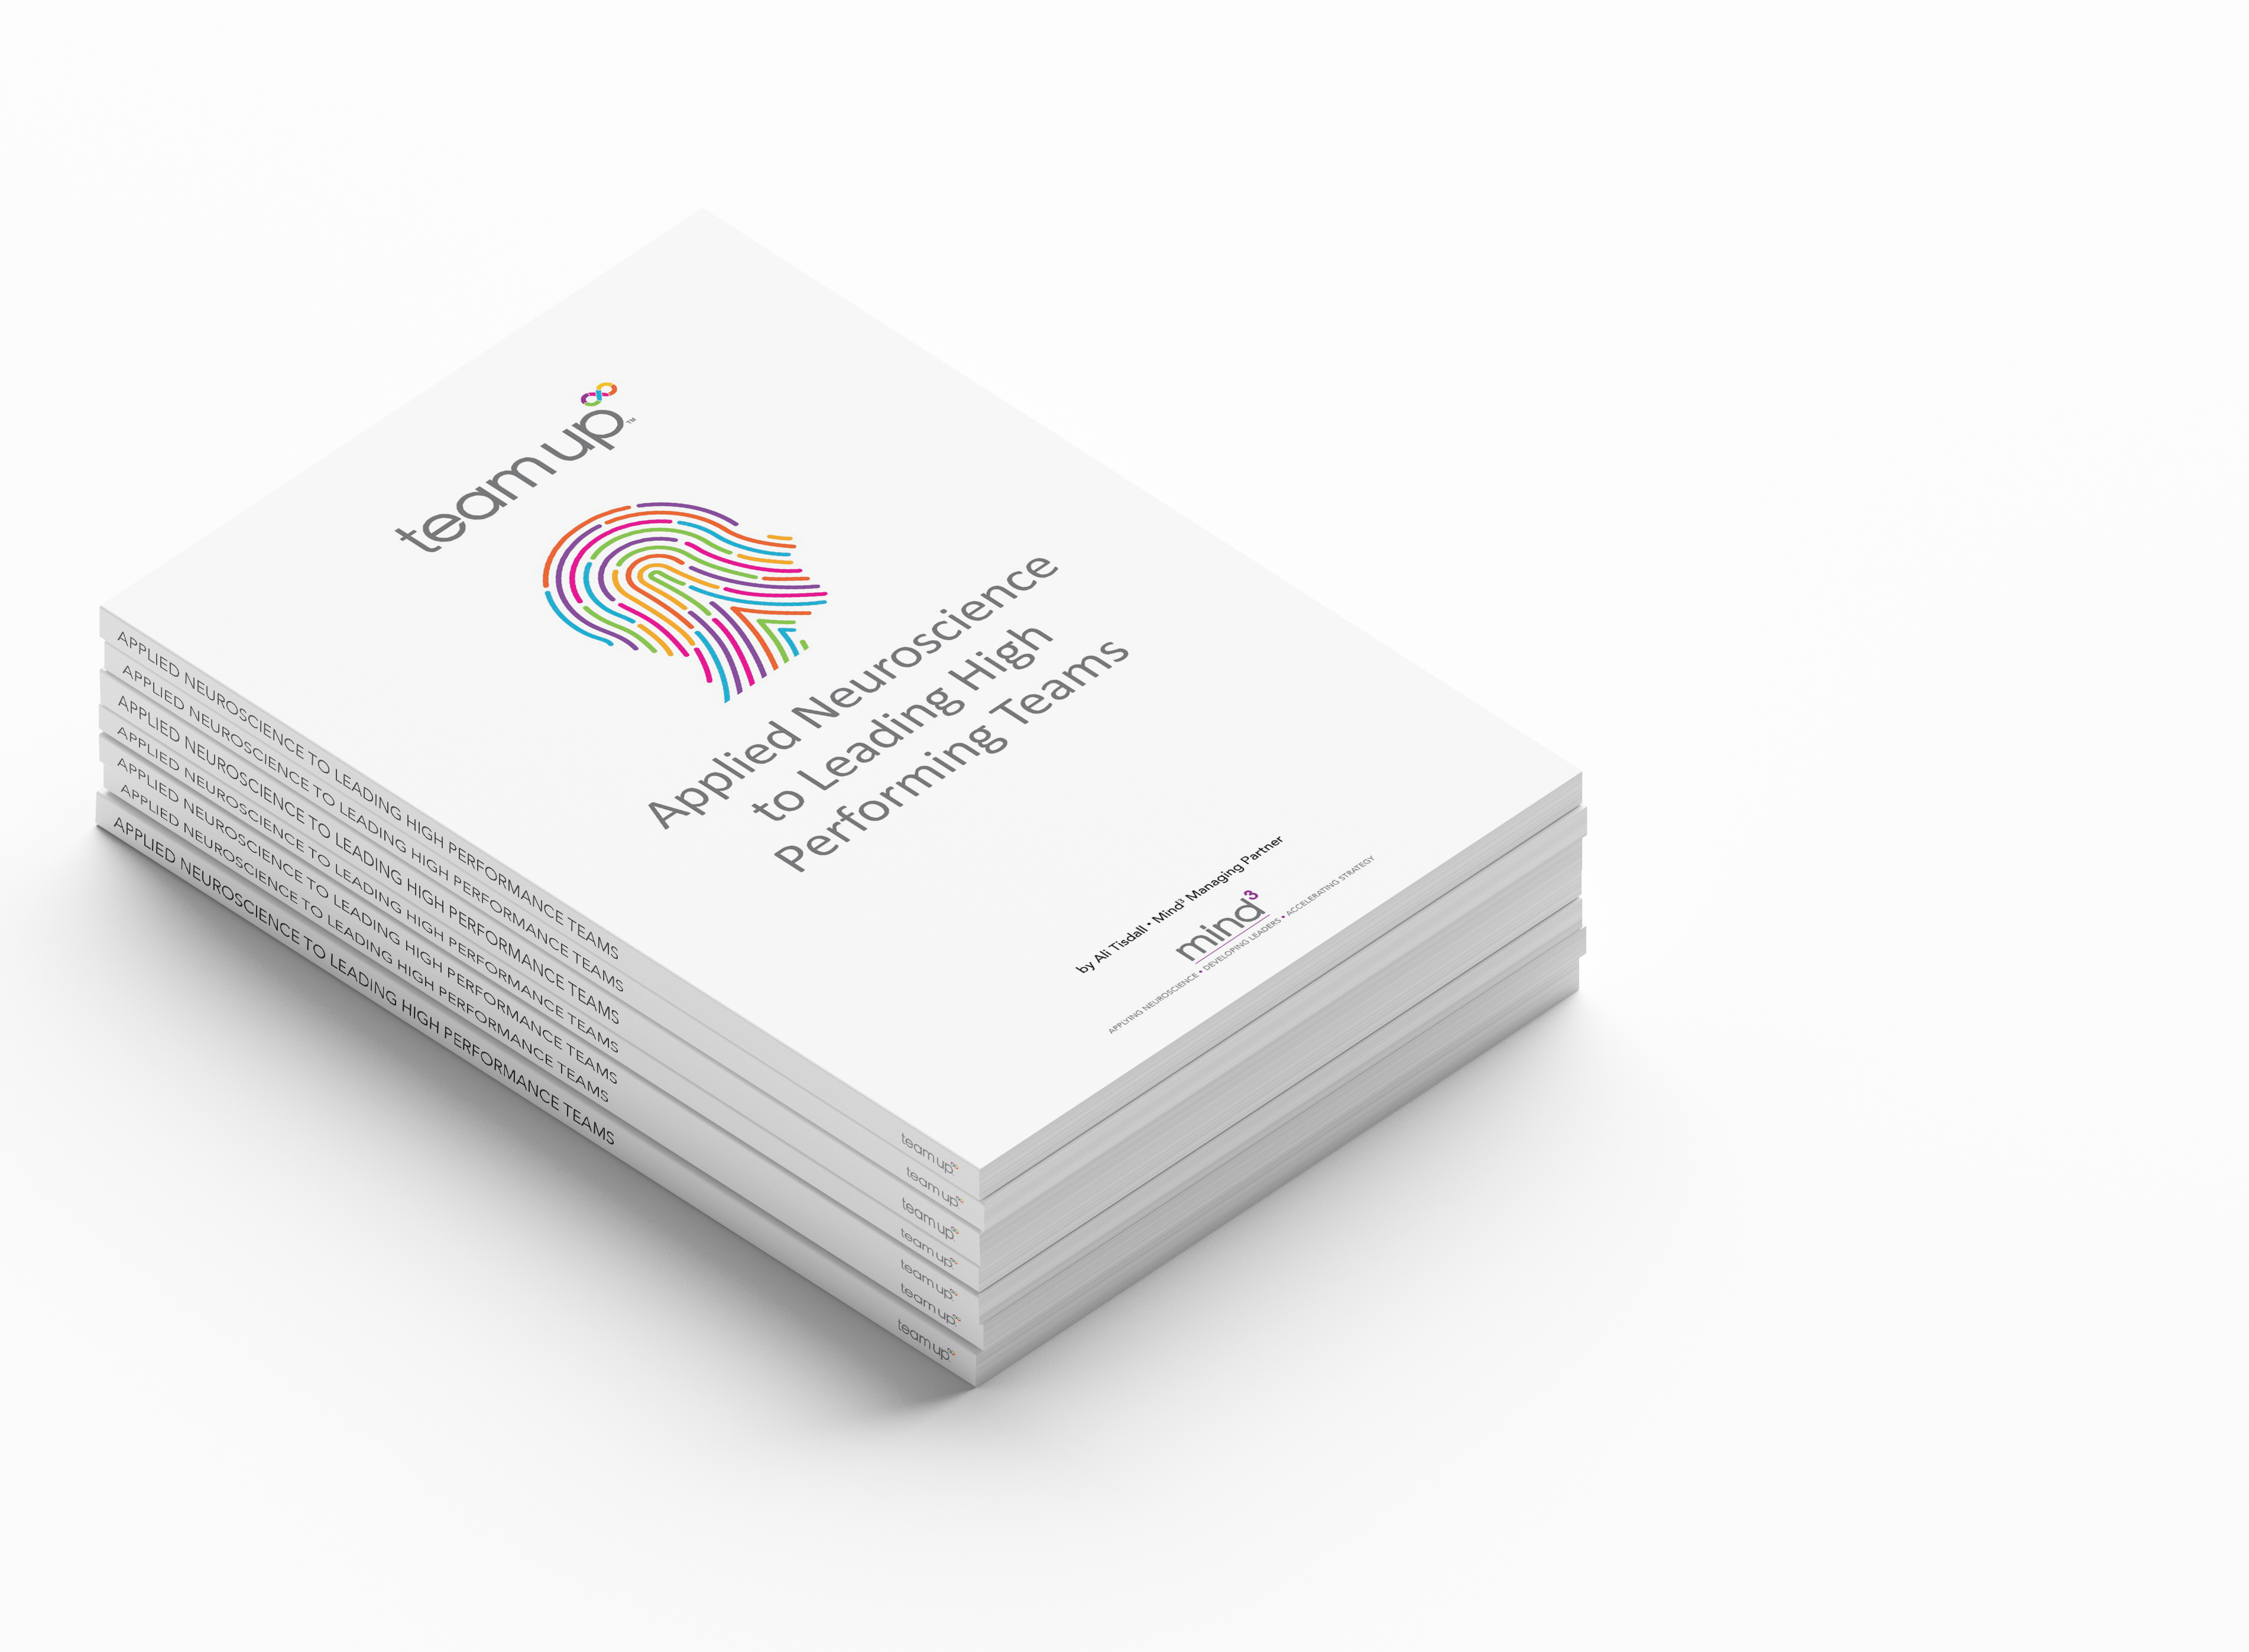 team up™
Applied Neuroscience
to Leading High
Performing Teams
by Ali Tisdall • Mind³ Managing Partner
mind³
APPLYING NEUROSCIENCE • DEVELOPING LEADERS • ACCELERATING STRATEGY
APPLIED NEUROSCIENCE TO LEADING HIGH PERFORMANCE TEAMS team up
APPLIED NEUROSCIENCE TO LEADING HIGH PERFORMANCE TEAMS team up
APPLIED NEUROSCIENCE TO LEADING HIGH PERFORMANCE TEAMS team up
APPLIED NEUROSCIENCE TO LEADING HIGH PERFORMANCE TEAMS team up
APPLIED NEUROSCIENCE TO LEADING HIGH PERFORMANCE TEAMS team up
APPLIED NEUROSCIENCE TO LEADING HIGH PERFORMANCE TEAMS team up
APPLIED NEUROSCIENCE TO LEADING HIGH PERFORMANCE TEAMS team up